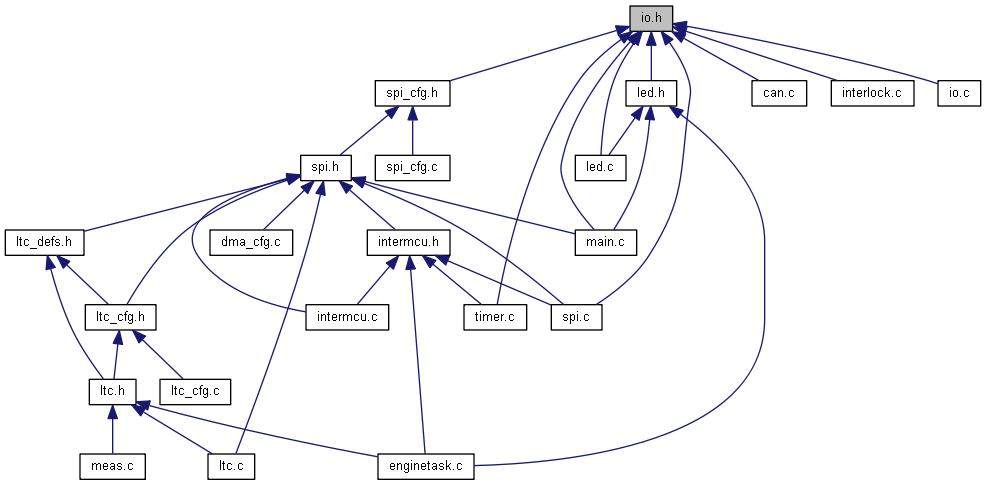 io.h
spi_cfg.h
led.h
can.c
interlock.c
io.c
spi.h
spi_cfg.c
led.c
ltc_defs.h
dma_cfg.c
intermcu.h
main.c
ltc_cfg.h
intermcu.c
timer.c
spi.c
ltc.h
ltc_cfg.c
meas.c
ltc.c
enginetask.c